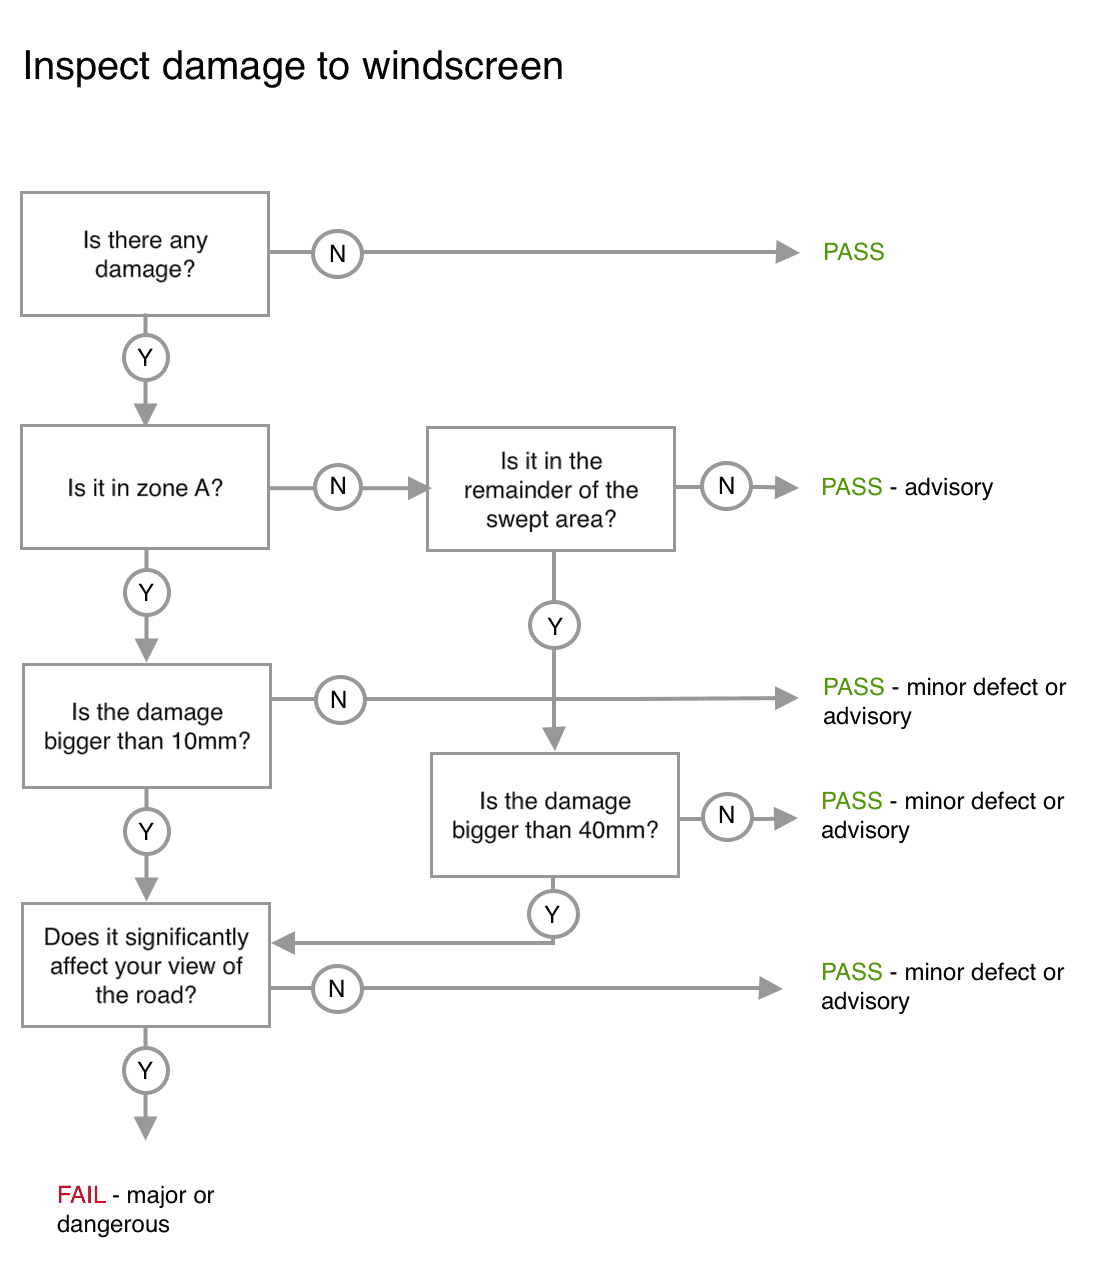 Inspect damage to windscreen
Is there any
damage?
N
PASS
Y
Is it in zone A?
N
Is it in the
remainder of the
swept area?
N
PASS - advisory
Y
Y
Is the damage
bigger than 10mm?
N
PASS - minor defect or
advisory
Is the damage
bigger than 40mm?
N
PASS - minor defect or
advisory
Y
Y
Does it significantly
affect your view of
the road?
N
PASS - minor defect or
advisory
Y
FAIL - major or
dangerous